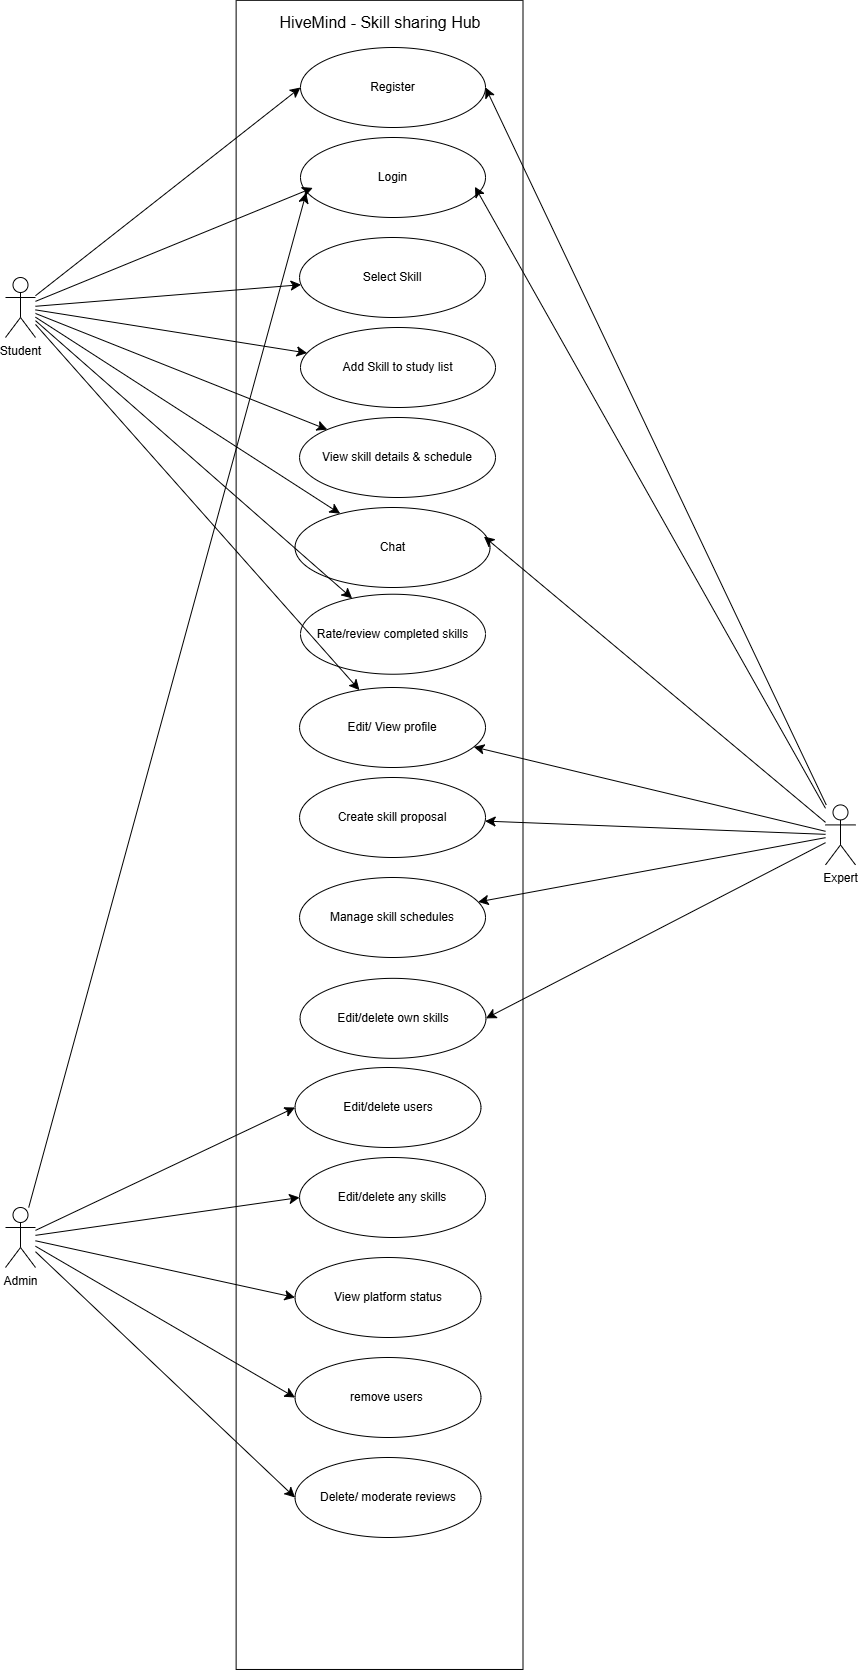 HiveMind - Skill sharing Hub
Register
Login
Select Skill
Student
Add Skill to study list
View skill details & schedule
Chat
Rate/review completed skills
Edit/ View profile
Create skill proposal
Expert
Manage skill schedules
Edit/delete own skills
Edit/delete users
Edit/delete any skills
Admin
View platform status
remove users
Delete/ moderate reviews